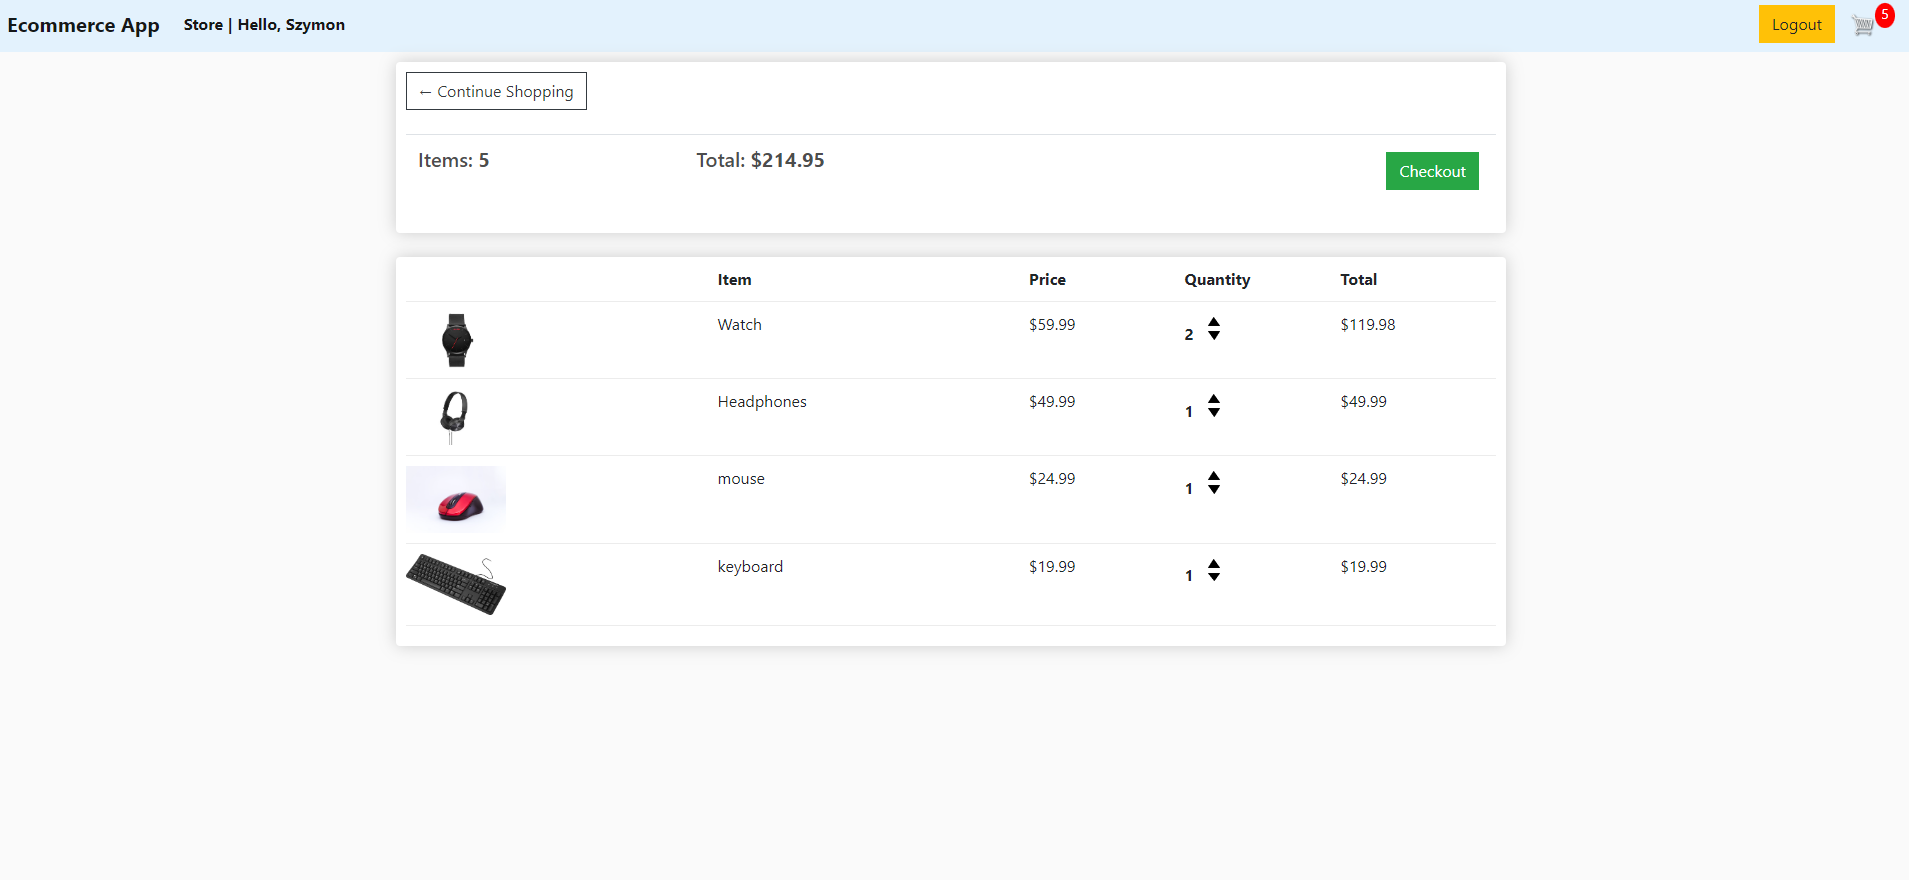 Ecommerce App Store | Hello, Szymon Logout 5
← Continue Shopping
Items: 5 Total: $214.95 Checkout
Item Price Quantity Total
Watch $59.99 2 $119.98
Headphones $49.99 1 $49.99
mouse $24.99 1 $24.99
keyboard $19.99 1 $19.99